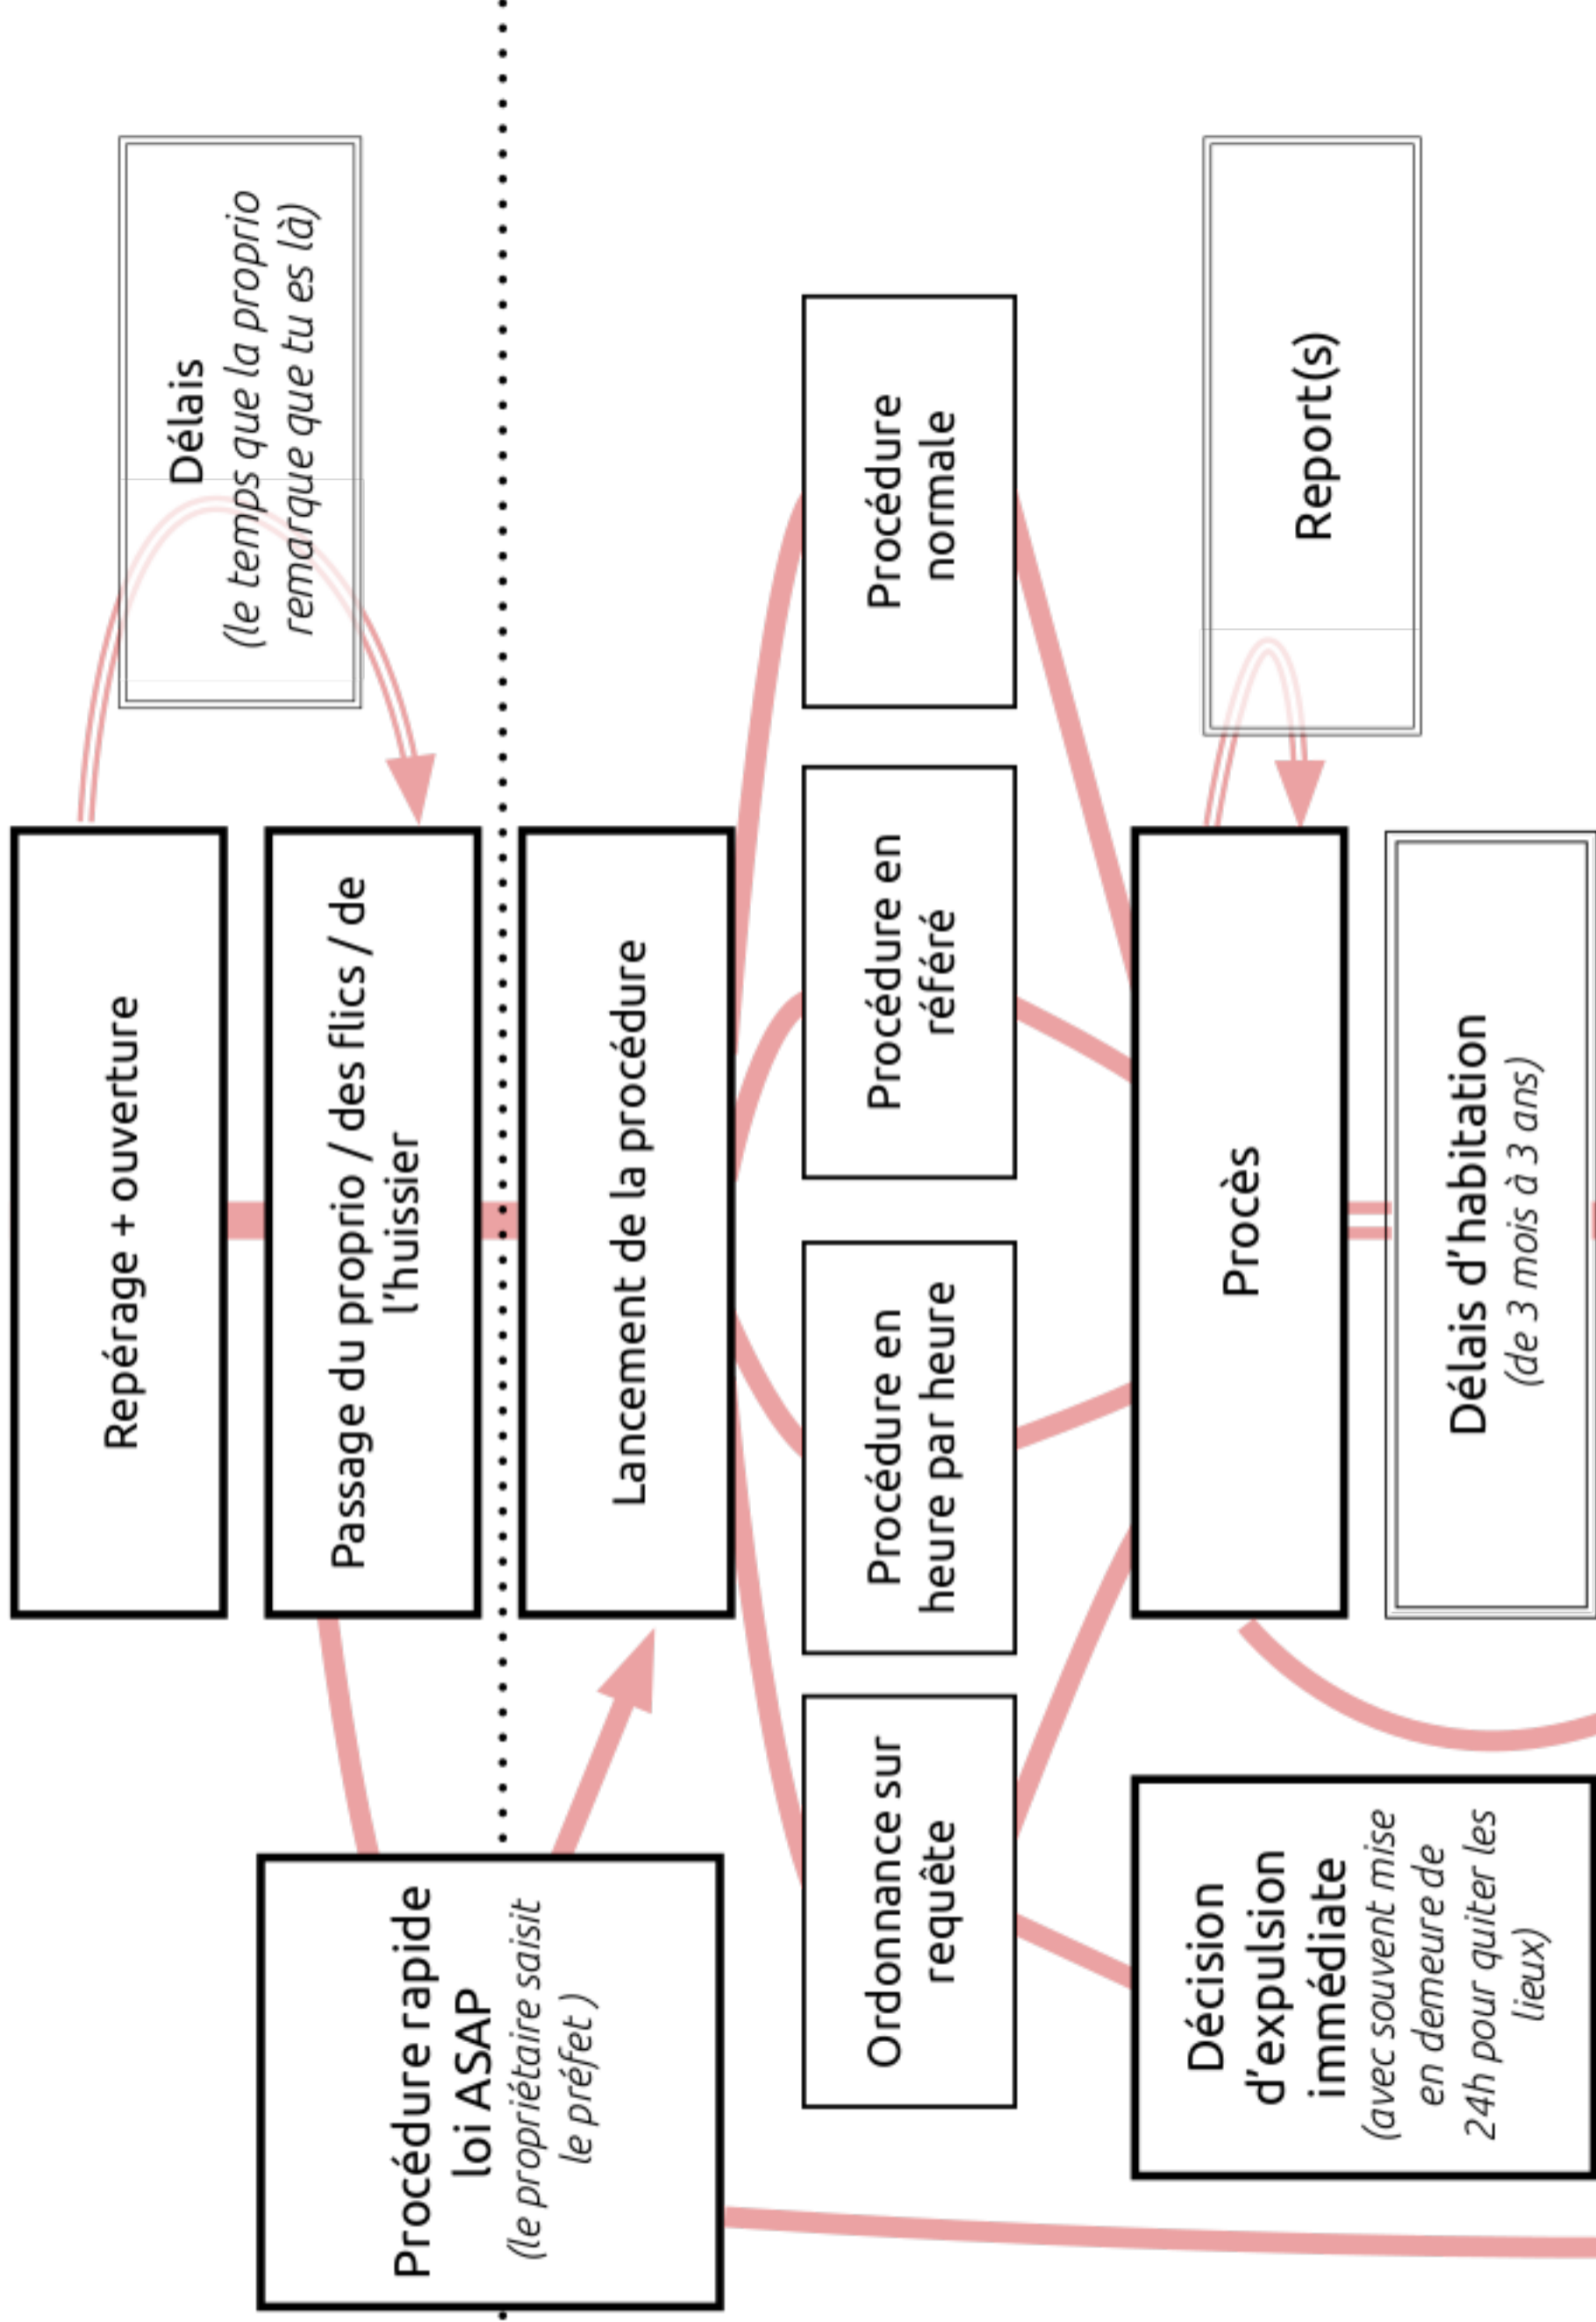 Repérage + ouverture
Délais
(le temps que la proprio
remarque que tu es là)
Passage du proprio / des flics / de
l'huissier
Procédure rapide
loi ASAP
(le propriétaire saisit
le préfet )
Lancement de la procédure
Ordonnance sur
requête
Procédure en
heure par heure
Procédure en
référé
Procédure
normale
Procès
Report(s)
Décision
d'expulsion
immédiate
(avec souvent mise
en demeure de
24h pour quiter les
lieux)
Délais d'habitation
(de 3 mois à 3 ans)